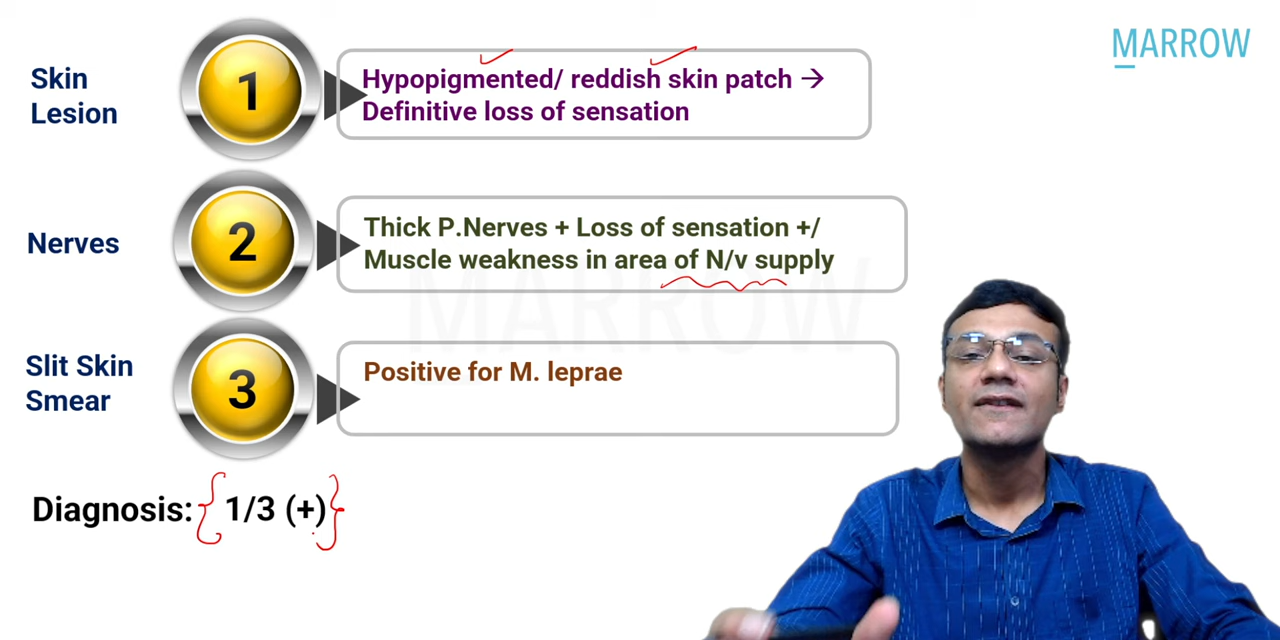 MARROW
Skin
Lesion
1
Hypopigmented/ reddish skin patch →
Definitive loss of sensation
Nerves
2
Thick P.Nerves + Loss of sensation +/
Muscle weakness in area of N/v supply
MARROW
Slit Skin
Smear
3
Positive for M. leprae
Diagnosis: { 1/3 (+) }